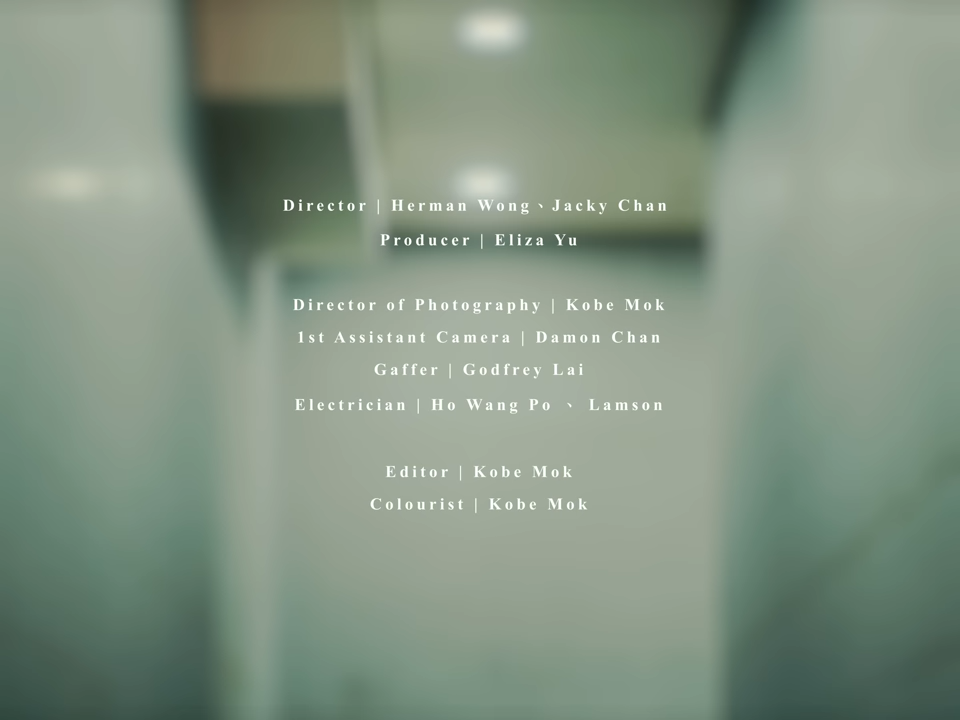 Director | Herman Wong、Jacky Chan
Producer | Eliza Yu
Director of Photography | Kobe Mok
1st Assistant Camera | Damon Chan
Gaffer | Godfrey Lai
Electrician | Ho Wang Po 、 Lamson
Editor | Kobe Mok
Colourist | Kobe Mok